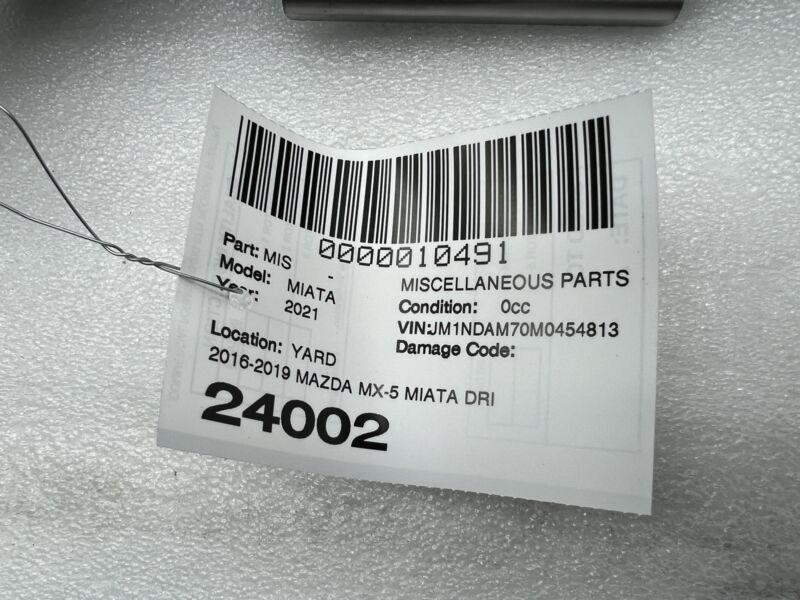 0000010491
Part: MIS -
MISCELLANEOUS PARTS
Model: MIATA
Condition: 0cc
Year: 2021
VIN:JM1NDAM70M0454813
Location: YARD
Damage Code:
2016-2019 MAZDA MX-5 MIATA DRI
24002
DATE: